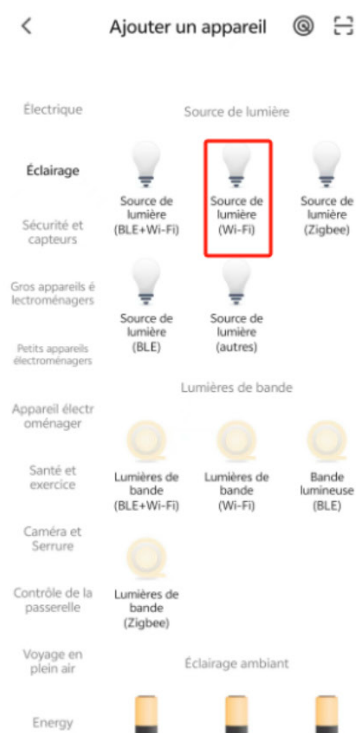 Ajouter un appareil
Électrique
Éclairage
Sécurité et
capteurs
Gros appareils é
lectroménagers
Petits appareils
électroménagers
Appareil électr
oménager
Santé et
exercice
Caméra et
Serrure
Contrôle de la
passerelle
Voyage en
plein air
Energy
Source de lumière
Source de
lumière
(BLE+Wi-Fi)
Source de
lumière
(Wi-Fi)
Source de
lumière
(Zigbee)
Source de
lumière
(BLE)
Source de
lumière
(autres)
Lumières de bande
Lumières de
bande
(BLE+Wi-Fi)
Lumières de
bande
(Wi-Fi)
Bande
lumineuse
(BLE)
Lumières de
bande
(Zigbee)
Éclairage ambiant